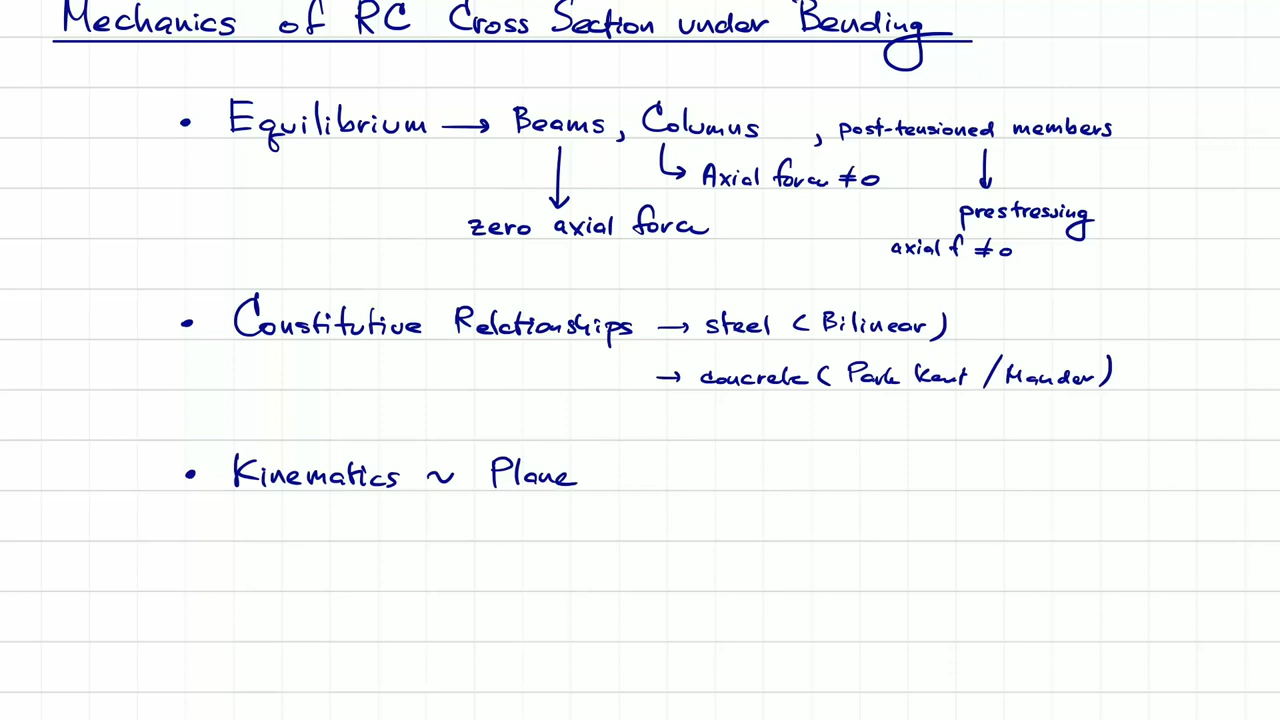 Mechanics of RC Cross Section under Bending
• Equilibrium → Beams, Columns , post-tensioned members
Axial force ≠ 0
prestressing
zero axial force
axial f ≠ 0
• Constitutive Relationships → steel (Bilinear)
→ concrete (Park Kent / Mander)
• Kinematics ~ Plane